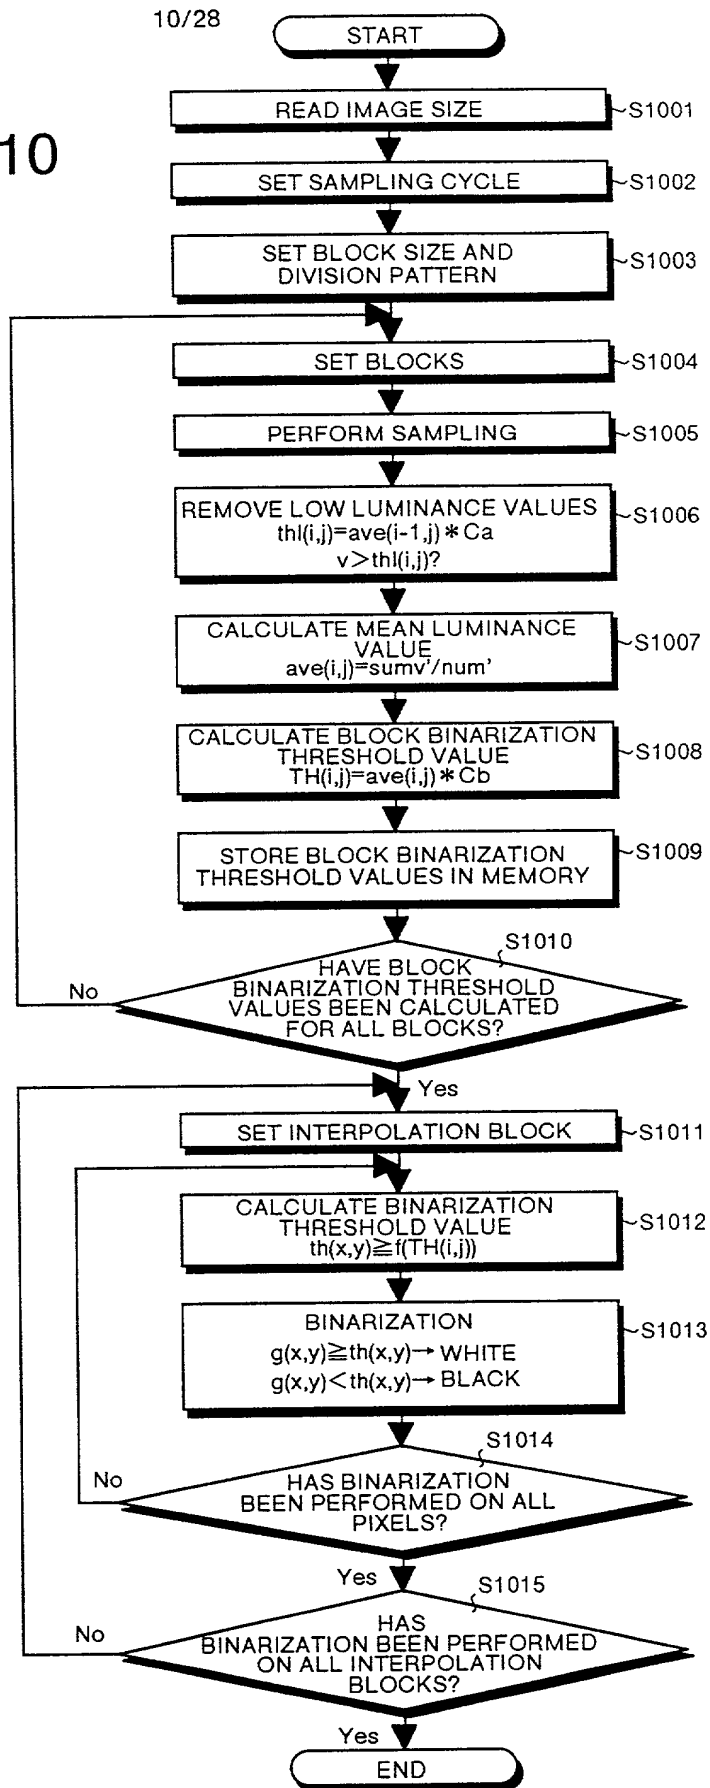 10/28
START
10
READ IMAGE SIZE
S1001
SET SAMPLING CYCLE
S1002
SET BLOCK SIZE AND
DIVISION PATTERN
S1003
SET BLOCKS
S1004
PERFORM SAMPLING
S1005
REMOVE LOW LUMINANCE VALUES
thl(i,j)=ave(i-1,j)*Ca
v>thl(i,j)?
S1006
CALCULATE MEAN LUMINANCE
VALUE
ave(i,j)=sumv'/num'
S1007
CALCULATE BLOCK BINARIZATION
THRESHOLD VALUE
TH(i,j)=ave(i,j)*Cb
S1008
STORE BLOCK BINARIZATION
THRESHOLD VALUES IN MEMORY
S1009
S1010
HAVE BLOCK
BINARIZATION THRESHOLD
VALUES BEEN CALCULATED
FOR ALL BLOCKS?
No
Yes
SET INTERPOLATION BLOCK
S1011
CALCULATE BINARIZATION
THRESHOLD VALUE
th(x,y)≧f(TH(i,j))
S1012
BINARIZATION
g(x,y)≧th(x,y)→WHITE
g(x,y)<th(x,y)→BLACK
S1013
S1014
HAS BINARIZATION
BEEN PERFORMED ON ALL
PIXELS?
No
Yes
S1015
HAS
BINARIZATION BEEN PERFORMED
ON ALL INTERPOLATION
BLOCKS?
No
Yes
END